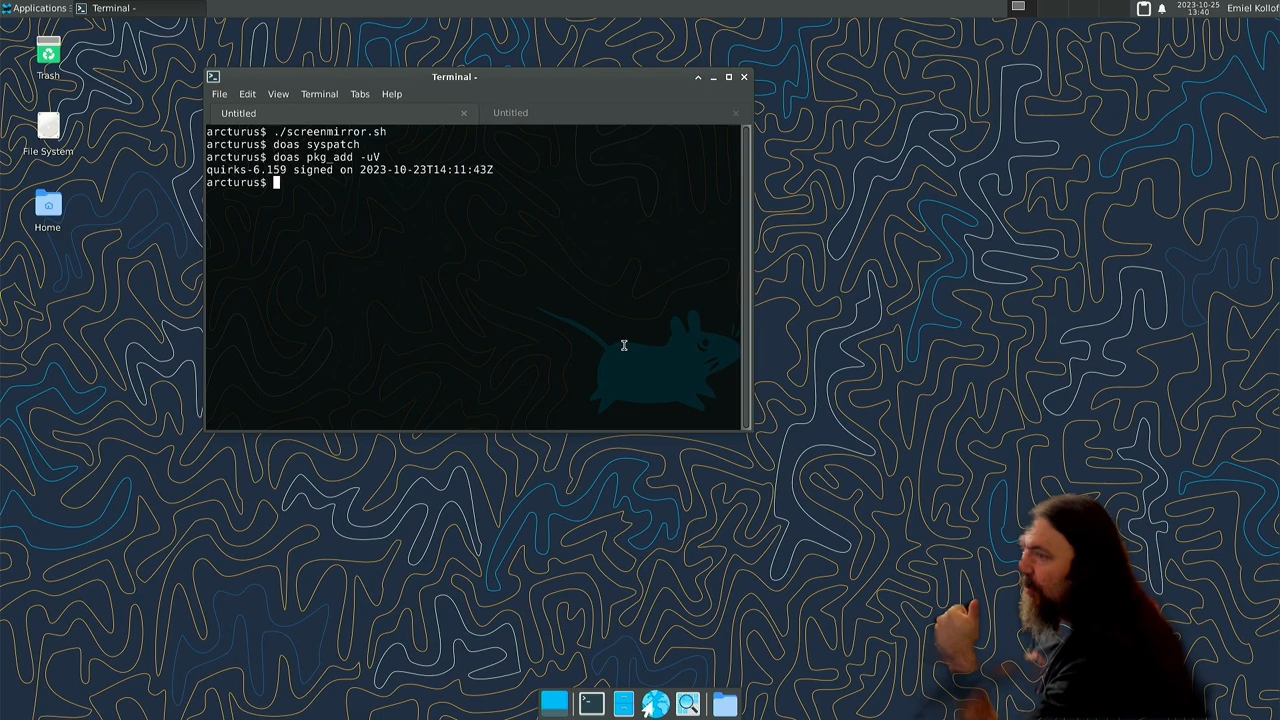 Applications
Terminal -
2023-10-25
13:40
Emiel Kollof
Trash
File System
Home
Terminal -
File Edit View Terminal Tabs Help
Untitled
Untitled
arcturus$ ./screenmirror.sh
arcturus$ doas syspatch
arcturus$ doas pkg_add -uV
quirks-6.159 signed on 2023-10-23T14:11:43Z
arcturus$